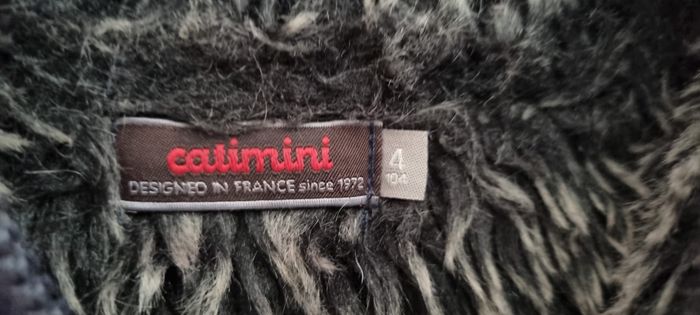 catimini
DESIGNED IN FRANCE since 1972
4
104